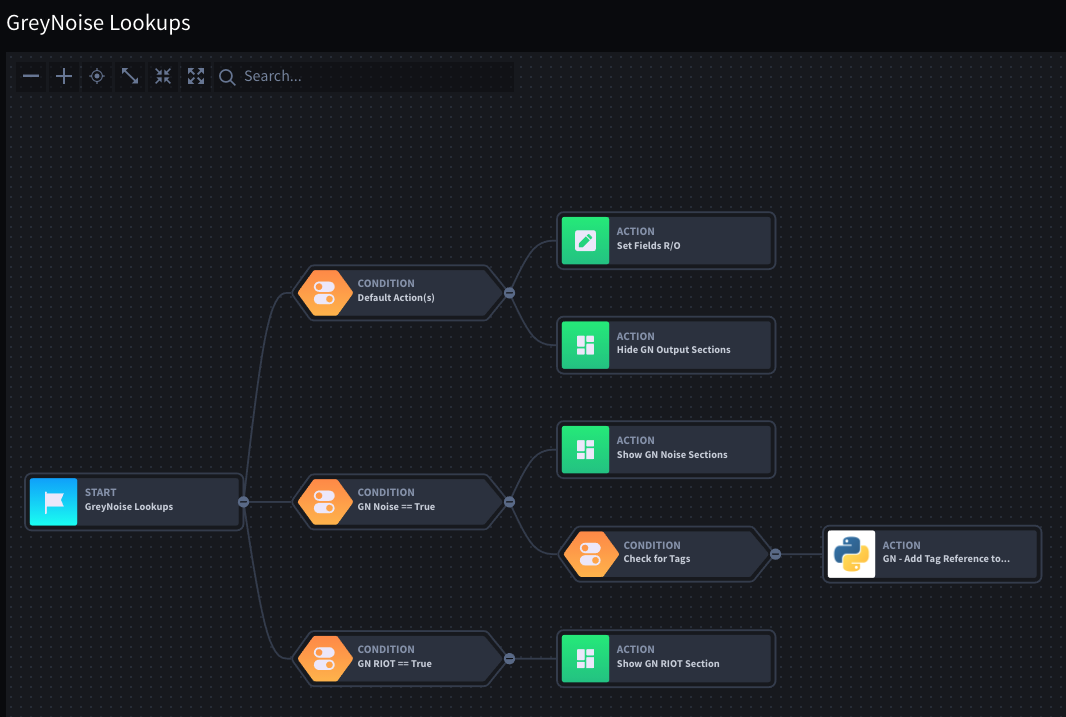 GreyNoise Lookups
Search...
ACTION
Set Fields R/O
CONDITION
Default Action(s)
ACTION
Hide GN Output Sections
ACTION
Show GN Noise Sections
START
GreyNoise Lookups
CONDITION
GN Noise == True
CONDITION
Check for Tags
ACTION
GN - Add Tag Reference to...
CONDITION
GN RIOT == True
ACTION
Show GN RIOT Section